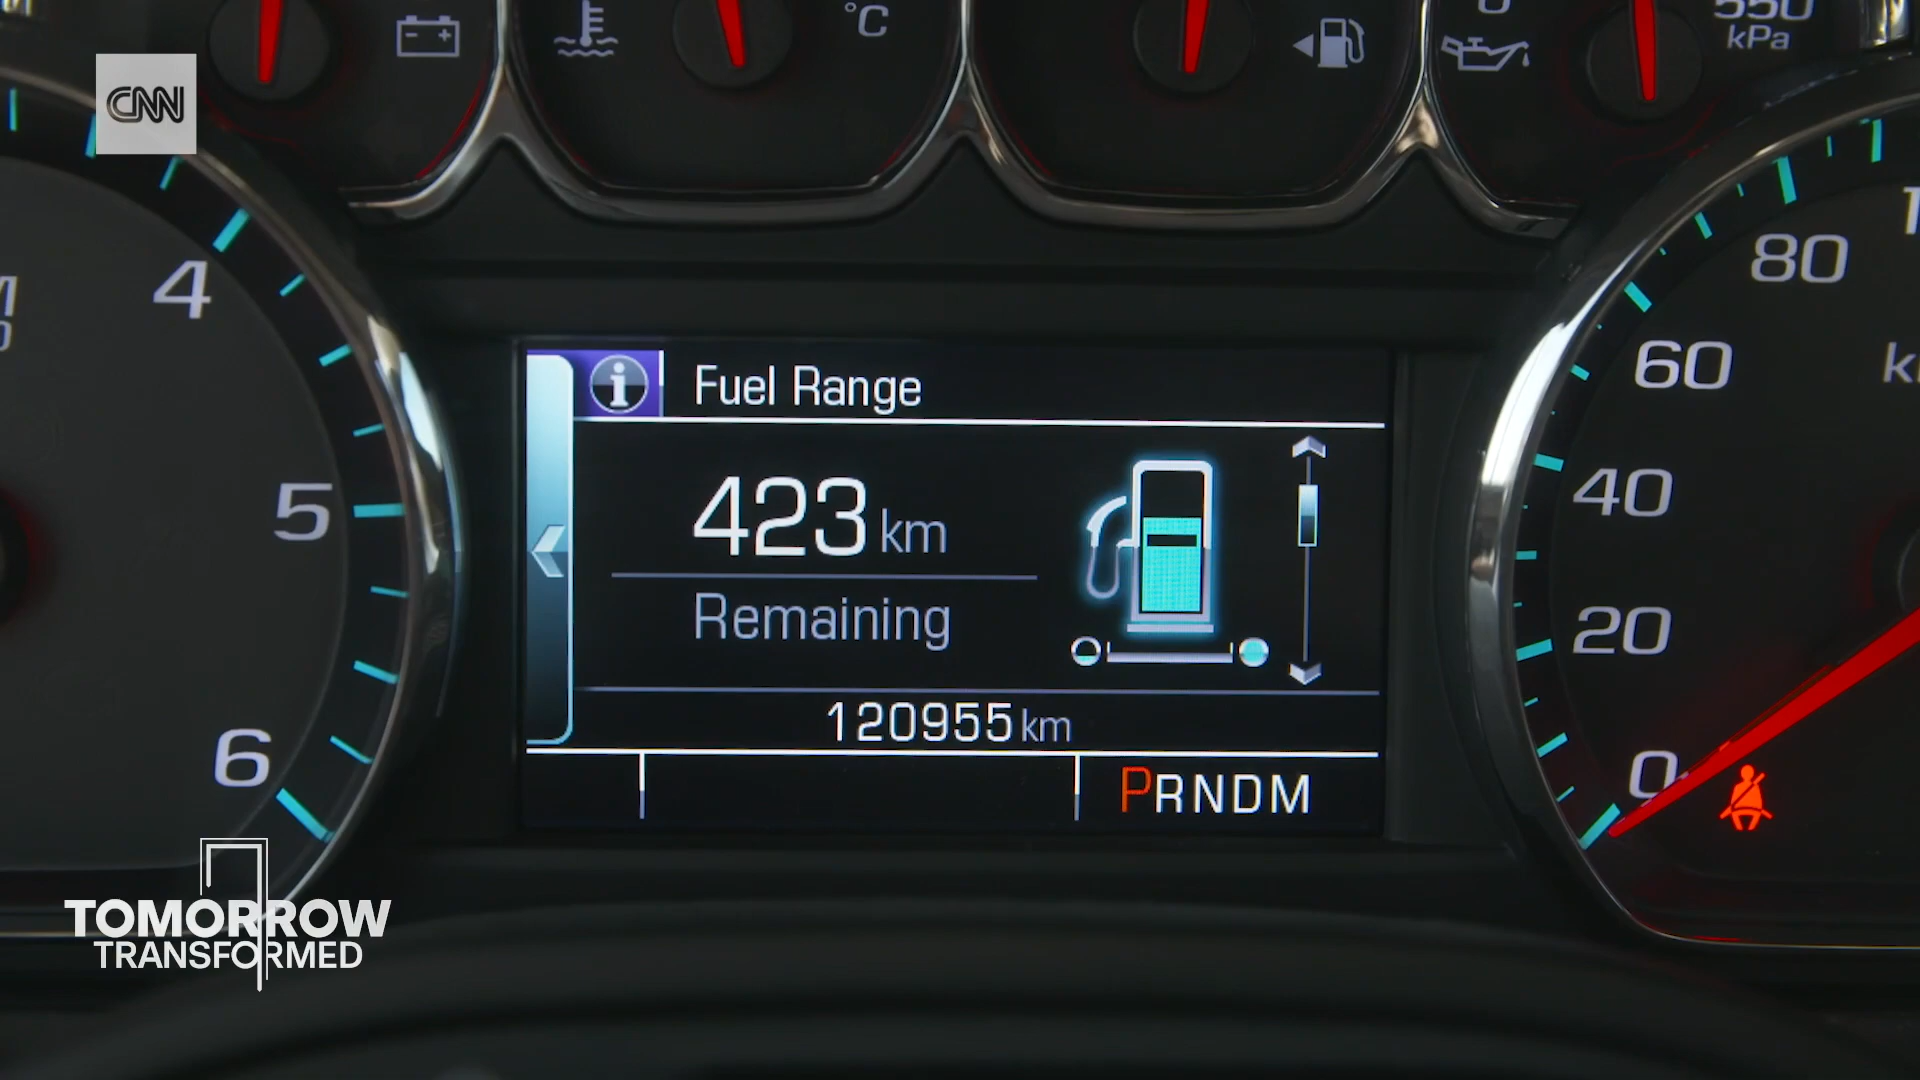 °C
550
kPa
CNN
4
5
6
Fuel Range
423 km
Remaining
120955 km
PRNDM
80
60
40
20
0
TOMORROW
TRANSFORMED